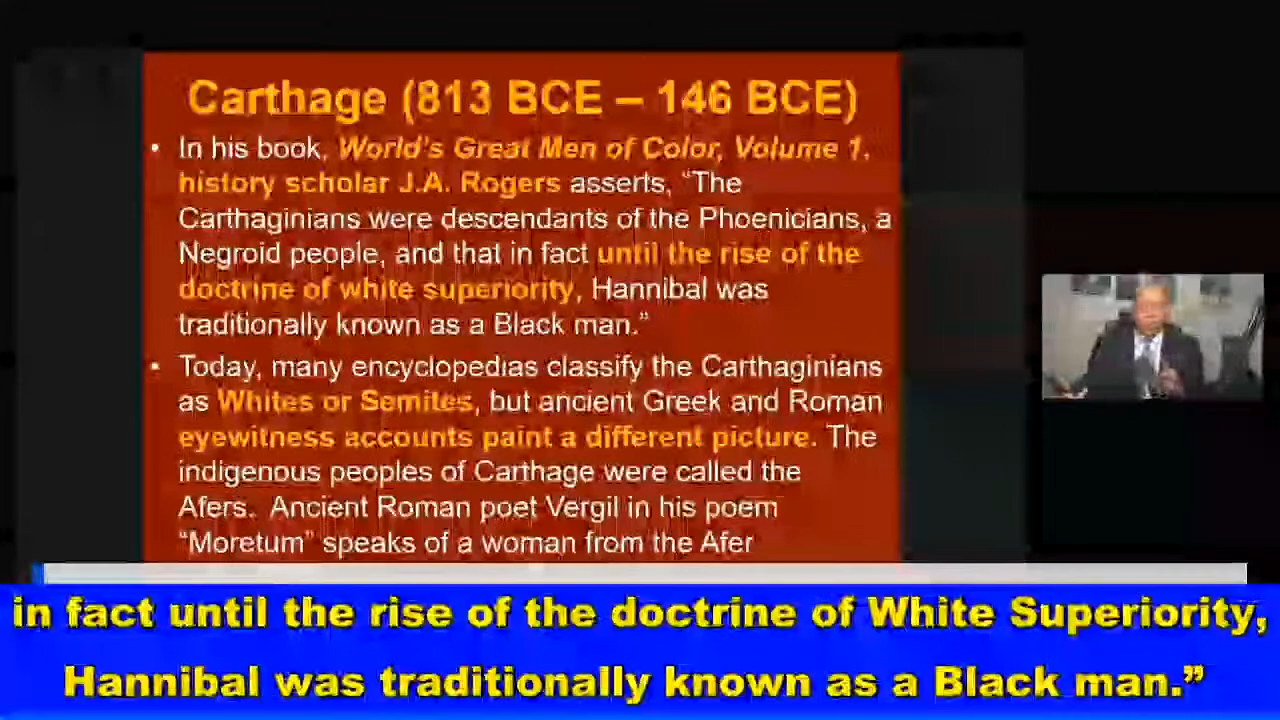 Carthage (813 BCE – 146 BCE)
• In his book, World's Great Men of Color, Volume 1,
history scholar J.A. Rogers asserts, “The
Carthaginians were descendants of the Phoenicians, a
Negroid people, and that in fact until the rise of the
doctrine of white superiority, Hannibal was
traditionally known as a Black man.”
• Today, many encyclopedias classify the Carthaginians
as Whites or Semites, but ancient Greek and Roman
eyewitness accounts paint a different picture. The
indigenous peoples of Carthage were called the
Afers. Ancient Roman poet Vergil in his poem
“Moretum” speaks of a woman from the Afer
in fact until the rise of the doctrine of White Superiority,
Hannibal was traditionally known as a Black man.”